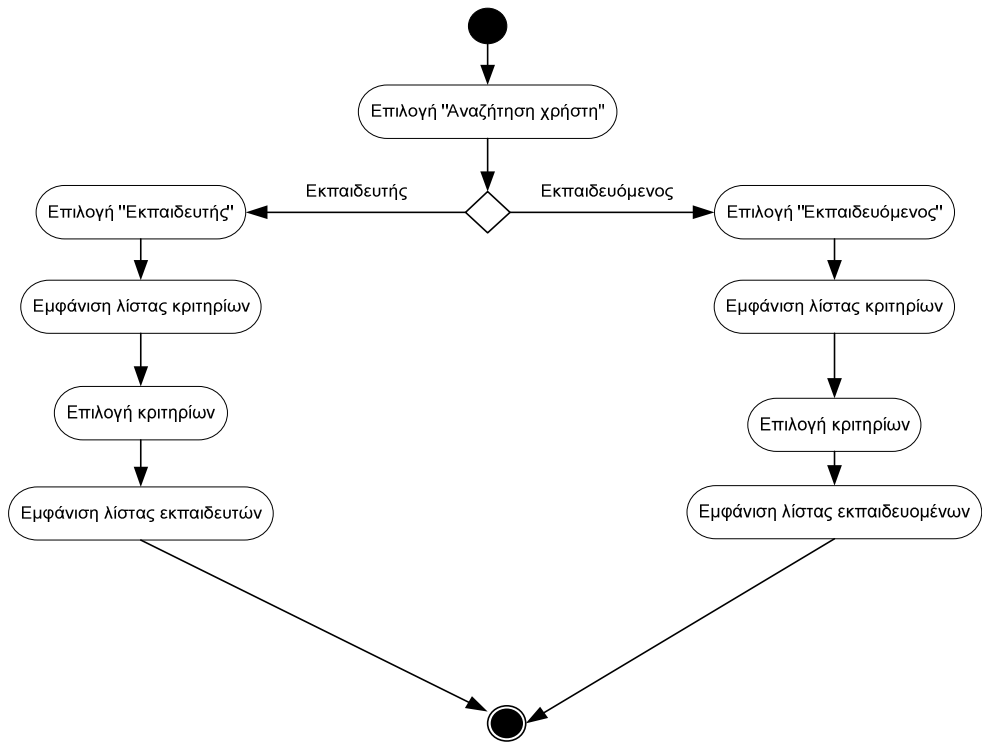 Επιλογή "Αναζήτηση χρήστη"
Εκπαιδευτής
Εκπαιδευόμενος
Επιλογή "Εκπαιδευτής"
Επιλογή "Εκπαιδευόμενος"
Εμφάνιση λίστας κριτηρίων
Εμφάνιση λίστας κριτηρίων
Επιλογή κριτηρίων
Επιλογή κριτηρίων
Εμφάνιση λίστας εκπαιδευτών
Εμφάνιση λίστας εκπαιδευομένων